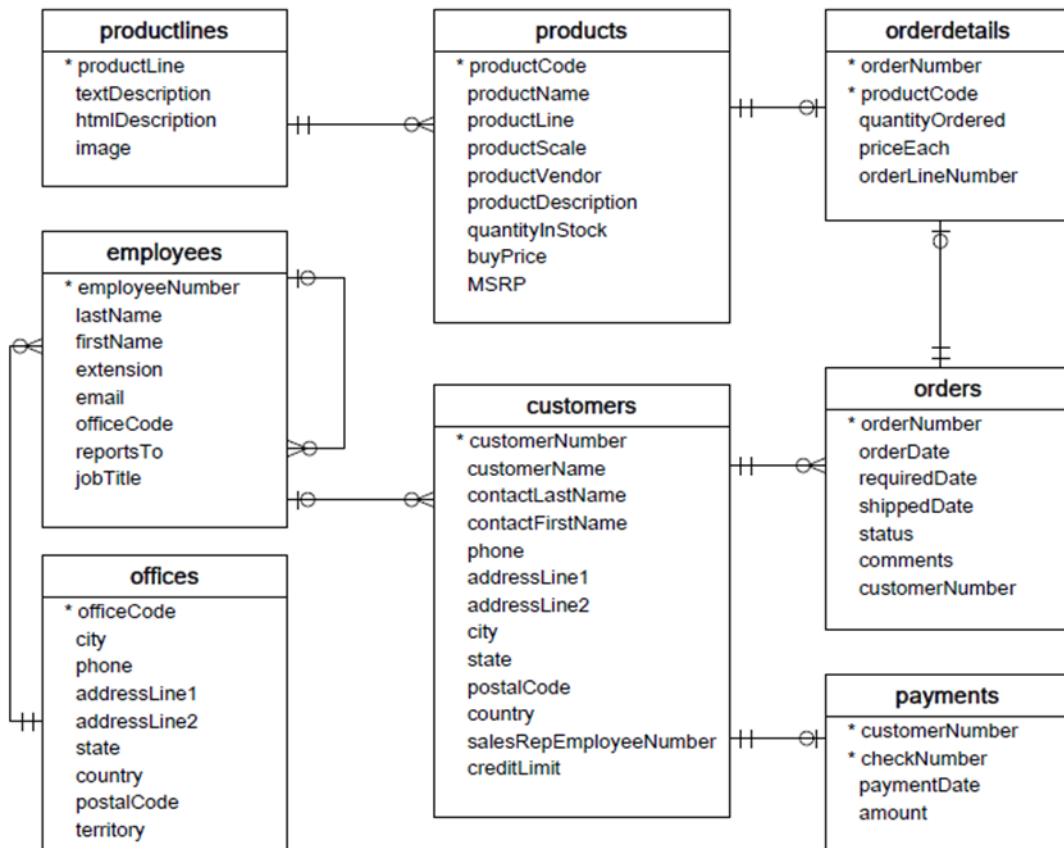 productlines
* productLine
textDescription
htmlDescription
image
products
* productCode
productName
productLine
productScale
productVendor
productDescription
quantityInStock
buyPrice
MSRP
orderdetails
* orderNumber
* productCode
quantityOrdered
priceEach
orderLineNumber
employees
* employeeNumber
lastName
firstName
extension
email
officeCode
reportsTo
jobTitle
customers
* customerNumber
customerName
contactLastName
contactFirstName
phone
addressLine1
addressLine2
city
state
postalCode
country
salesRepEmployeeNumber
creditLimit
orders
* orderNumber
orderDate
requiredDate
shippedDate
status
comments
customerNumber
offices
* officeCode
city
phone
addressLine1
addressLine2
state
country
postalCode
territory
payments
* customerNumber
* checkNumber
paymentDate
amount